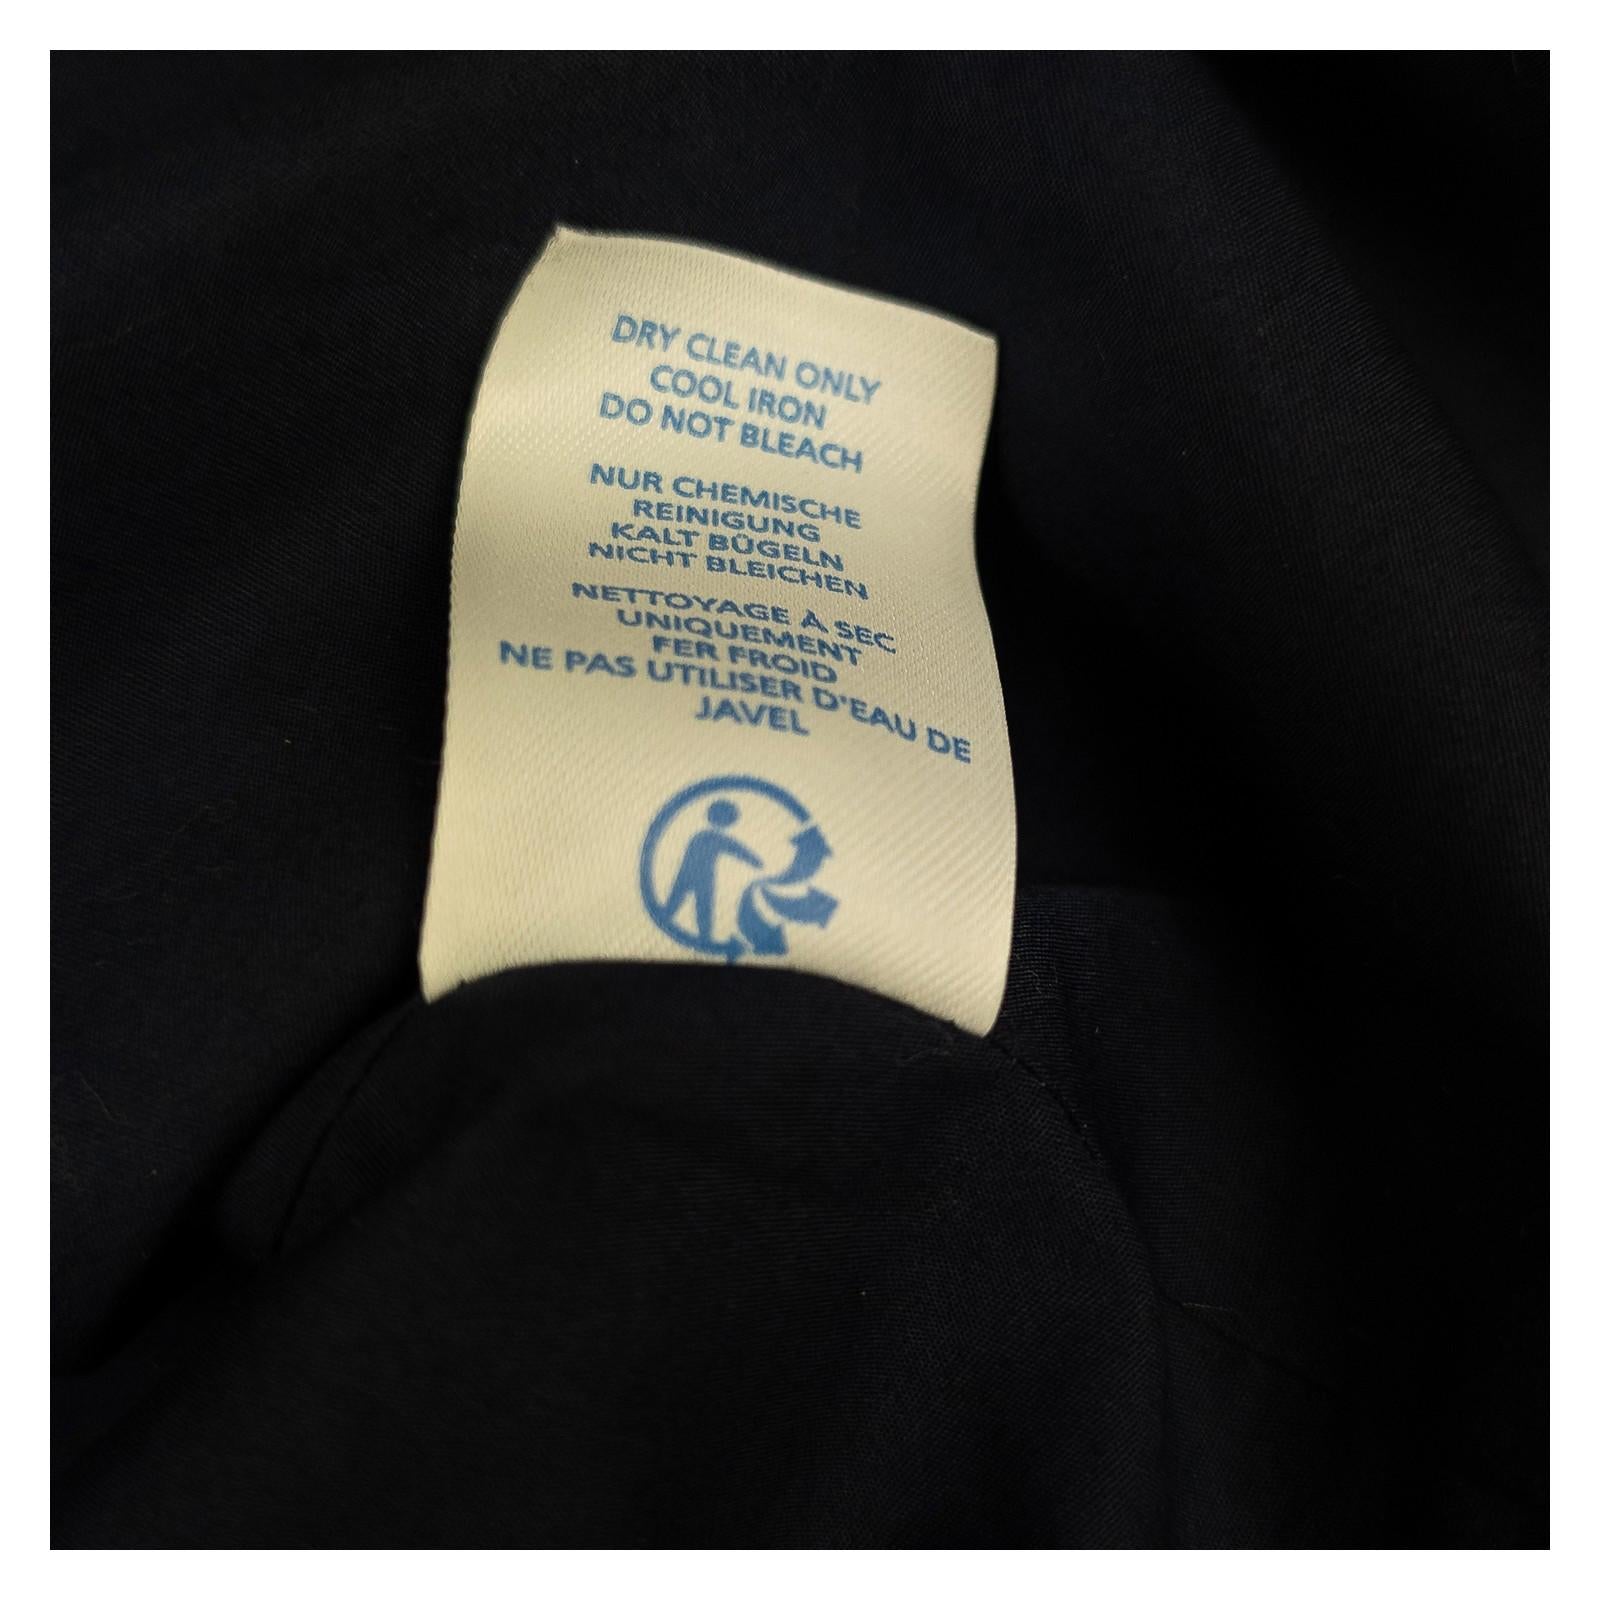 DRY CLEAN ONLY
COOL IRON
DO NOT BLEACH
NUR CHEMISCHE
REINIGUNG
KALT BÜGELN
NICHT BLEICHEN
NETTOYAGE À SEC
UNIQUEMENT
FER FROID
NE PAS UTILISER D'EAU DE
JAVEL